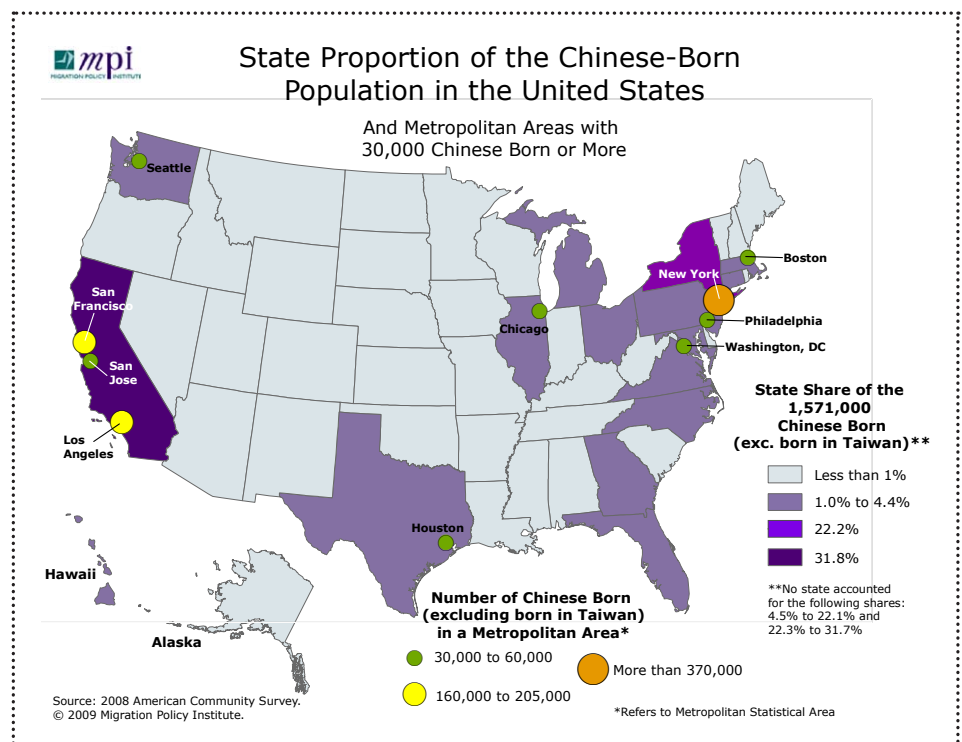 mpi
MIGRATION POLICY INSTITUTE
State Proportion of the Chinese-Born
Population in the United States
And Metropolitan Areas with
30,000 Chinese Born or More
Seattle
San
Francisco
San
Jose
Los
Angeles
Chicago
New York
Boston
Philadelphia
Washington, DC
Houston
Hawaii
Alaska
State Share of the
1,571,000
Chinese Born
(exc. born in Taiwan)**
Less than 1%
1.0% to 4.4%
22.2%
31.8%
**No state accounted
for the following shares:
4.5% to 22.1% and
22.3% to 31.7%
Number of Chinese Born
(excluding born in Taiwan)
in a Metropolitan Area*
30,000 to 60,000
More than 370,000
160,000 to 205,000
*Refers to Metropolitan Statistical Area
Source: 2008 American Community Survey.
© 2009 Migration Policy Institute.